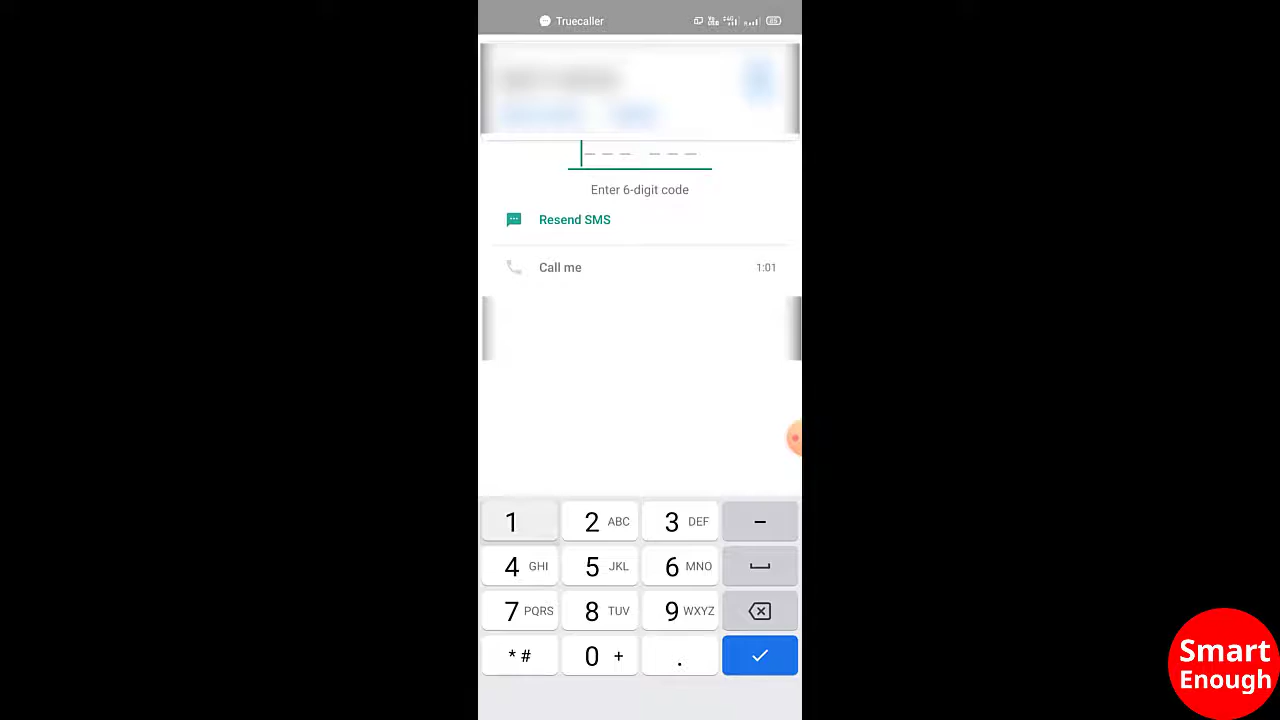 Truecaller
85
Enter 6-digit code
Resend SMS
Call me 1:01
1 2 ABC 3 DEF –
4 GHI 5 JKL 6 MNO
7 PQRS 8 TUV 9 WXYZ
* # 0 + .
Smart
Enough